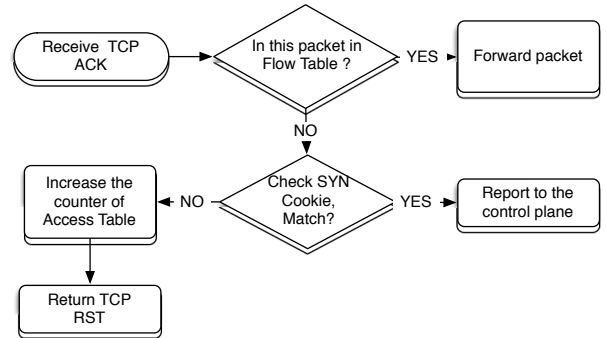 Receive TCP
ACK
In this packet in
Flow Table ?
YES
Forward packet
NO
Check SYN
Cookie,
Match?
YES
Report to the
control plane
NO
Increase the
counter of
Access Table
Return TCP
RST